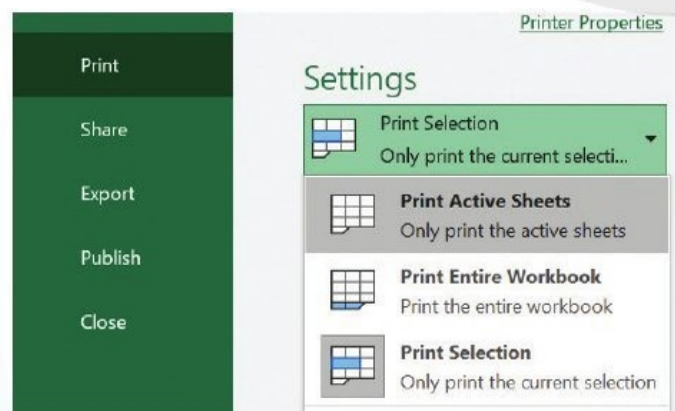 Printer Properties
Print
Settings
Share
Print Selection
Only print the current selecti...
Export
Print Active Sheets
Only print the active sheets
Publish
Print Entire Workbook
Print the entire workbook
Close
Print Selection
Only print the current selection